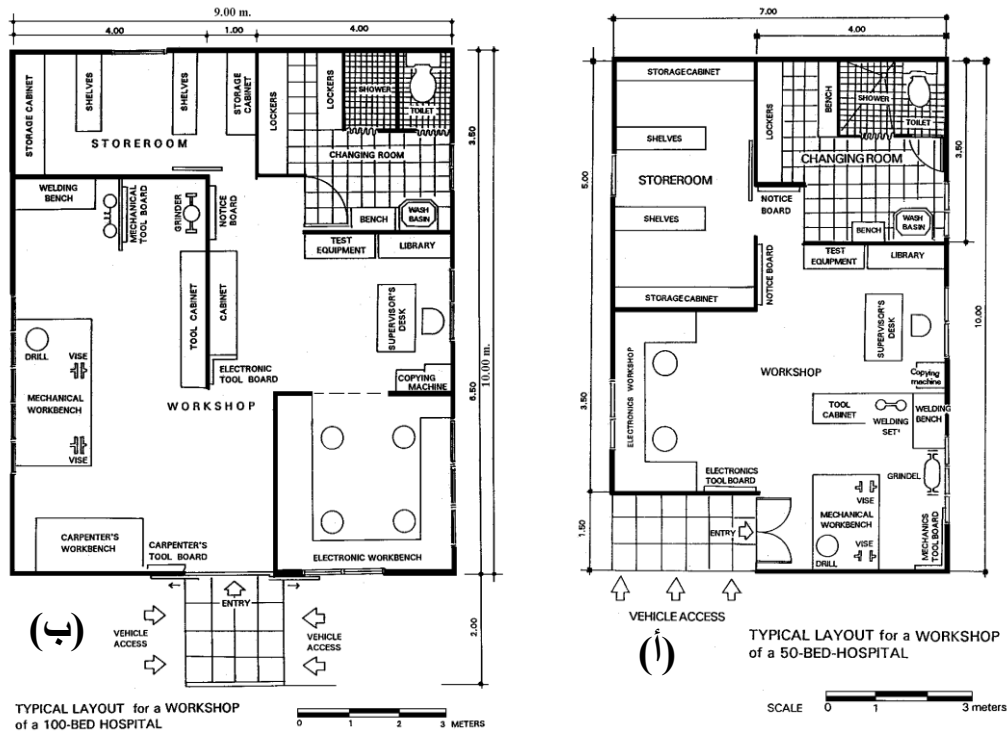 9.00 m.
4.00
1.00
4.00
STORAGE CABINET
SHELVES
SHELVES
STORAGE
CABINET
LOCKERS
LOCKERS
SHOWER
TOILET
STOREROOM
CHANGING ROOM
3.50
WELDING
BENCH
MECHANICAL
TOOL BOARD
GRINDER
NOTICE
BOARD
BENCH
WASH
BASIN
TEST
EQUIPMENT
LIBRARY
TOOL CABINET
CABINET
SUPERVISOR'S
DESK
DRILL
VISE
MECHANICAL
WORKBENCH
VISE
ELECTRONIC
TOOL BOARD
COPYING
MACHINE
WORKSHOP
6.50
10.00 m.
CARPENTER'S
WORKBENCH
CARPENTER'S
TOOL BOARD
ELECTRONIC WORKBENCH
ENTRY
VEHICLE
ACCESS
VEHICLE
ACCESS
2.00
(ب)
TYPICAL LAYOUT for a WORKSHOP
of a 100-BED HOSPITAL
0 1 2 3 METERS
7.00
4.00
STORAGE CABINET
LOCKERS
BENCH
SHOWER
TOILET
SHELVES
STOREROOM
CHANGING ROOM
5.00
3.50
NOTICE
BOARD
SHELVES
BENCH
WASH
BASIN
NOTICE BOARD
TEST
EQUIPMENT
LIBRARY
STORAGE CABINET
SUPERVISOR'S
DESK
10.00
ELECTRONICS WORKSHOP
WORKSHOP
Copying
machine
3.50
TOOL
CABINET
WELDING
SET'
WELDING
BENCH
ELECTRONICS
TOOL BOARD
GRINDEL
VISE
MECHANICAL
WORKBENCH
VISE
DRILL
MECHANICS
TOOL BOARD
ENTRY
1.50
VEHICLE ACCESS
(أ)
TYPICAL LAYOUT for a WORKSHOP
of a 50-BED-HOSPITAL
SCALE 0 1 3 meters